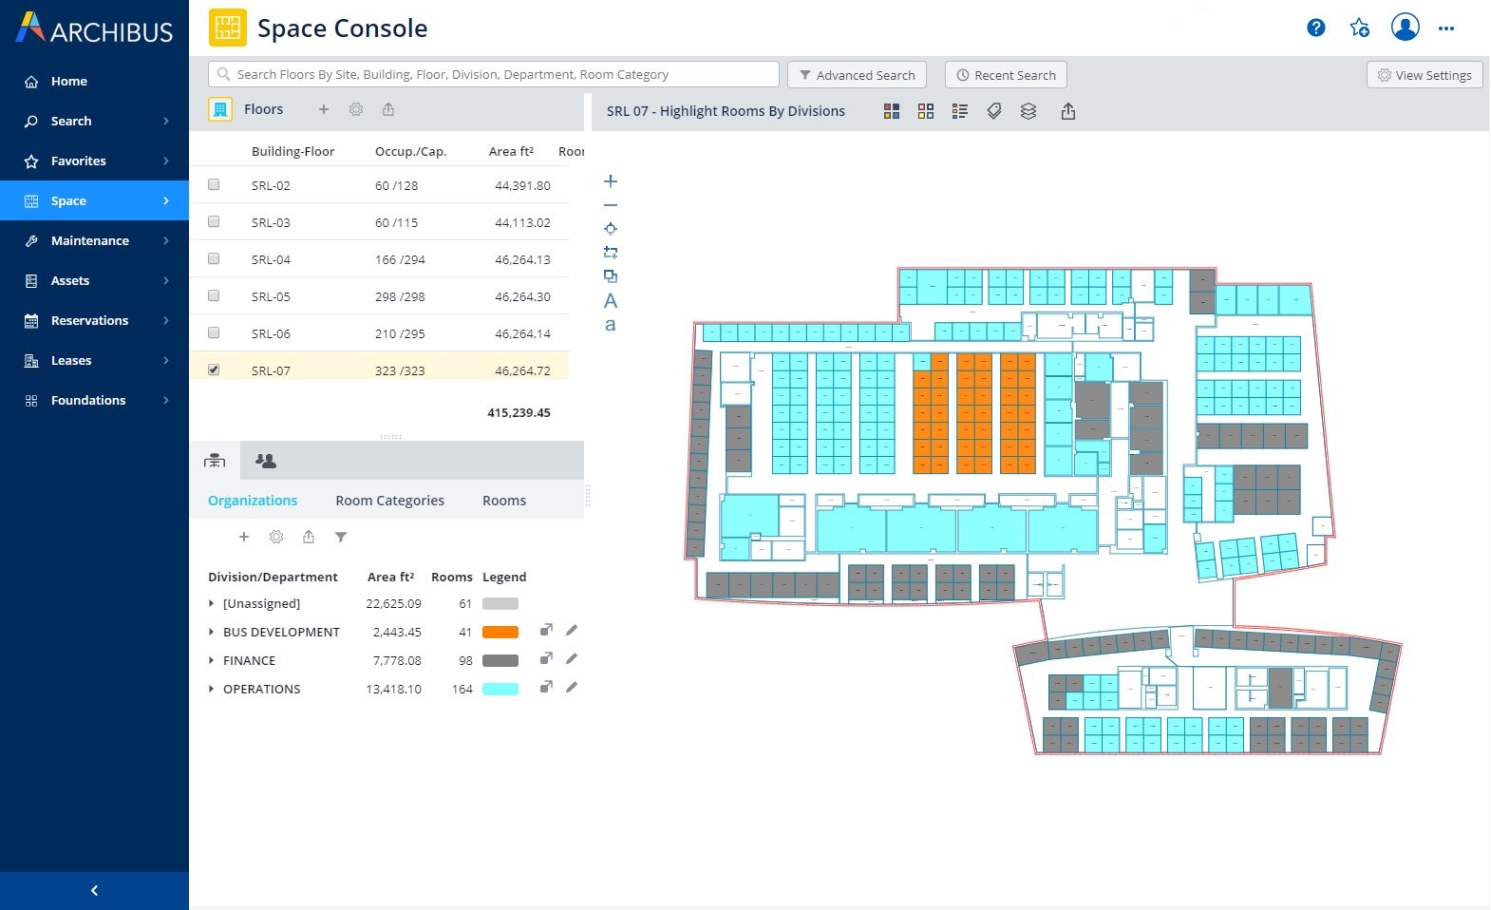 ARCHIBUS
Space Console
Home
Search
Favorites
Space
Maintenance
Assets
Reservations
Leases
Foundations
Search Floors By Site, Building, Floor, Division, Department, Room Category
Advanced Search
Recent Search
View Settings
Floors
SRL 07 - Highlight Rooms By Divisions
Building-Floor Occup./Cap. Area ft² Roor
SRL-02 60 /128 44,391.80
SRL-03 60 /115 44,113.02
SRL-04 166 /294 46,264.13
SRL-05 298 /298 46,264.30
SRL-06 210 /295 46,264.14
SRL-07 323 /323 46,264.72
415,239.45
A
a
Organizations Room Categories Rooms
Division/Department Area ft² Rooms Legend
[Unassigned] 22,625.09 61
BUS DEVELOPMENT 2,443.45 41
FINANCE 7,778.08 98
OPERATIONS 13,418.10 164